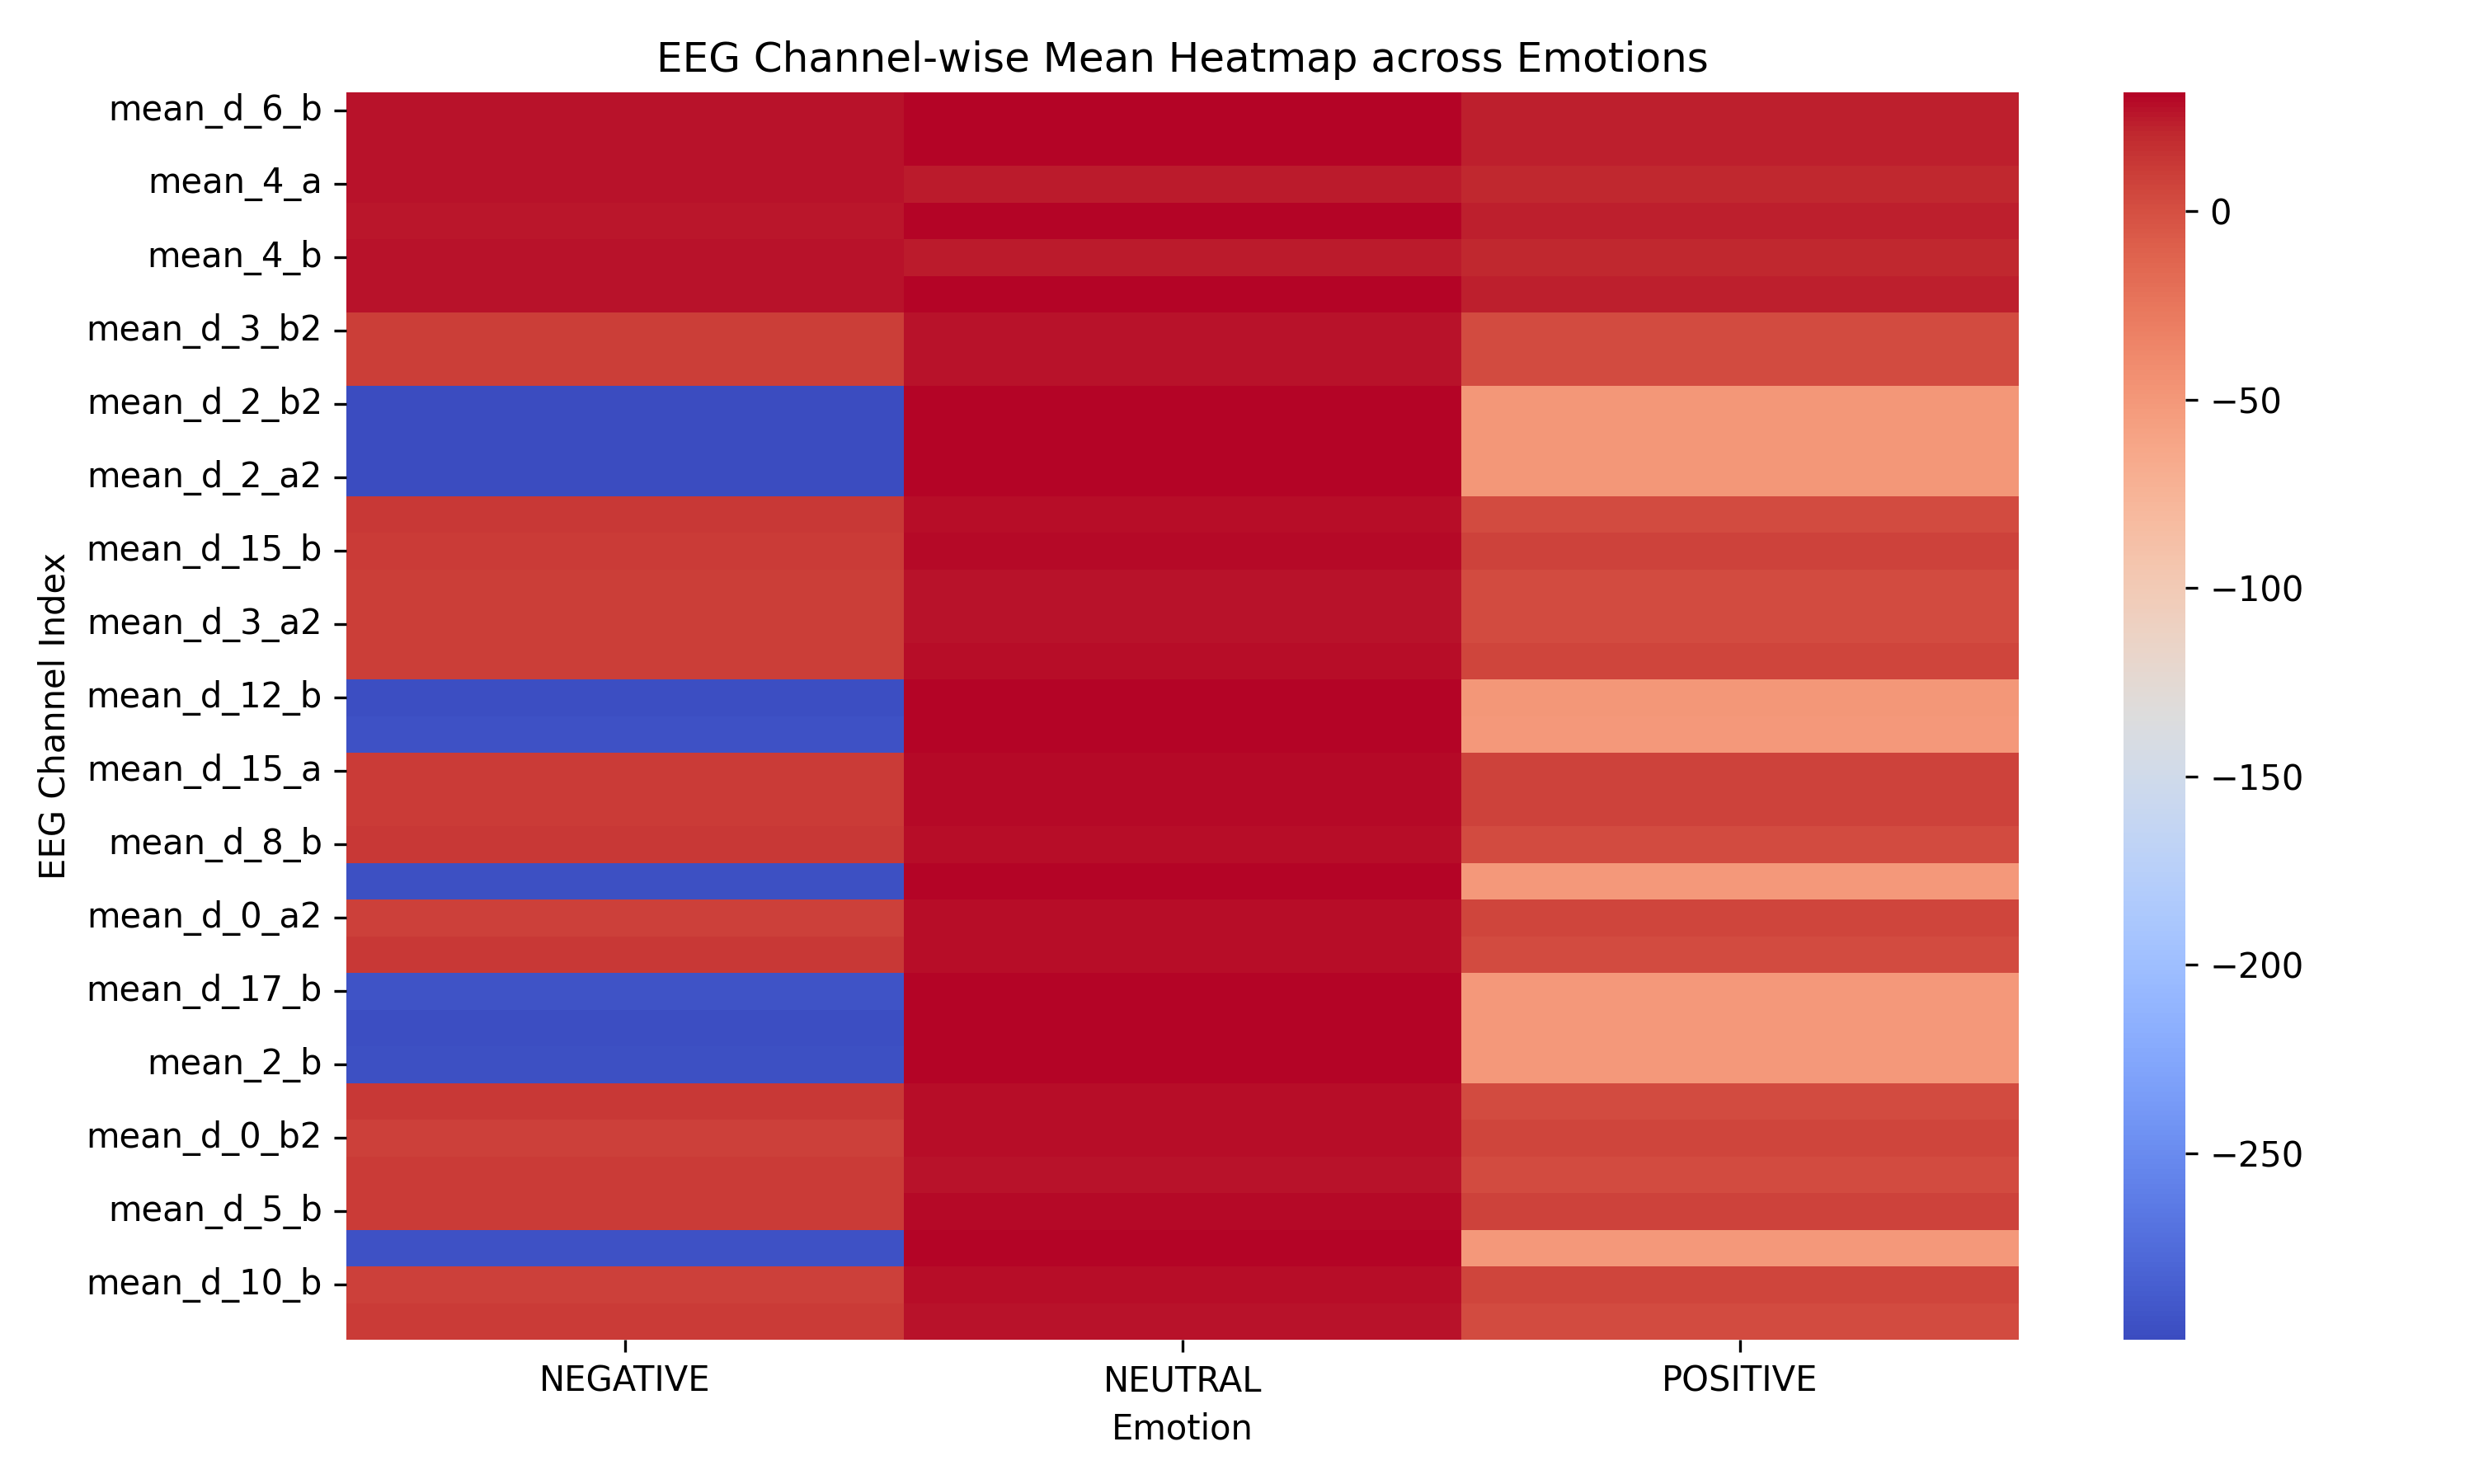 EEG Channel-wise Mean Heatmap across Emotions
EEG Channel Index
mean_d_6_b
mean_4_a
mean_4_b
mean_d_3_b2
mean_d_2_b2
mean_d_2_a2
mean_d_15_b
mean_d_3_a2
mean_d_12_b
mean_d_15_a
mean_d_8_b
mean_d_0_a2
mean_d_17_b
mean_2_b
mean_d_0_b2
mean_d_5_b
mean_d_10_b
NEGATIVE NEUTRAL POSITIVE
Emotion
0
−50
−100
−150
−200
−250